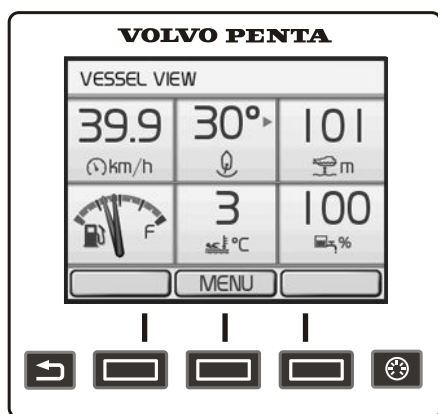 VOLVO PENTA
VESSEL VIEW
39.9 30° 101
km/h m
F 3 100
°C %
MENU